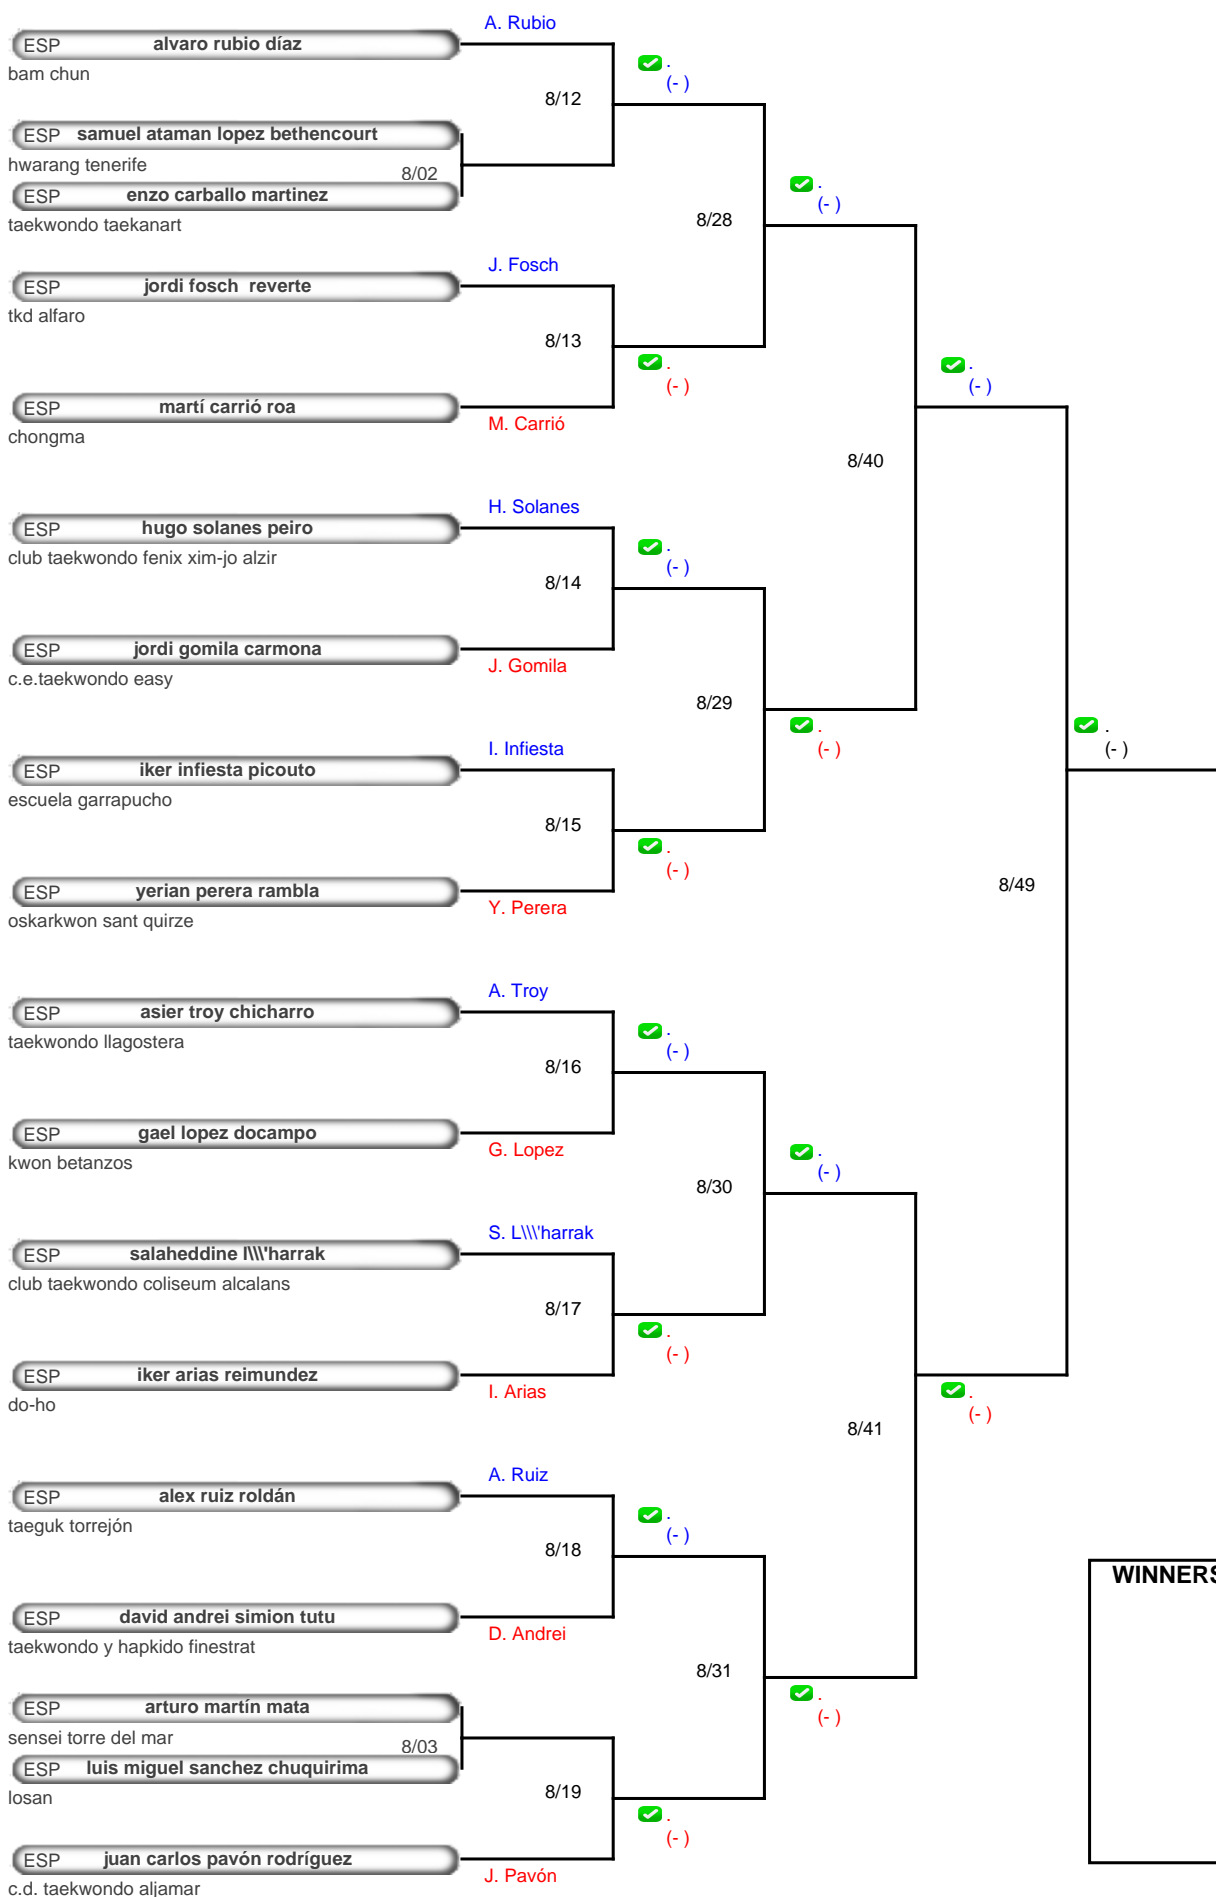 A. Rubio
ESP alvaro rubio díaz
bam chun
.
(- )
8/12
ESP samuel ataman lopez bethencourt
hwarang tenerife
8/02
ESP enzo carballo martinez
taekwondo taekanart
.
(- )
8/28
J. Fosch
ESP jordi fosch reverte
tkd alfaro
8/13
.
(- )
.
(- )
ESP martí carrió roa
chongma
M. Carrió
8/40
H. Solanes
ESP hugo solanes peiro
club taekwondo fenix xim-jo alzir
.
(- )
8/14
ESP jordi gomila carmona
c.e.taekwondo easy
J. Gomila
8/29
.
(- )
.
(- )
I. Infiesta
ESP iker infiesta picouto
escuela garrapucho
8/15
.
(- )
ESP yerian perera rambla
oskarkwon sant quirze
Y. Perera
8/49
A. Troy
ESP asier troy chicharro
taekwondo llagostera
.
(- )
8/16
ESP gael lopez docampo
kwon betanzos
G. Lopez
.
(- )
8/30
S. L\\\'harrak
ESP salaheddine l\\\'harrak
club taekwondo coliseum alcalans
8/17
.
(- )
ESP iker arias reimundez
do-ho
I. Arias
.
(- )
8/41
A. Ruiz
ESP alex ruiz roldán
taeguk torrejón
.
(- )
8/18
WINNERS
ESP david andrei simion tutu
taekwondo y hapkido finestrat
D. Andrei
8/31
.
(- )
ESP arturo martín mata
sensei torre del mar
8/03
ESP luis miguel sanchez chuquirima
losan
8/19
.
(- )
ESP juan carlos pavón rodríguez
c.d. taekwondo aljamar
J. Pavón